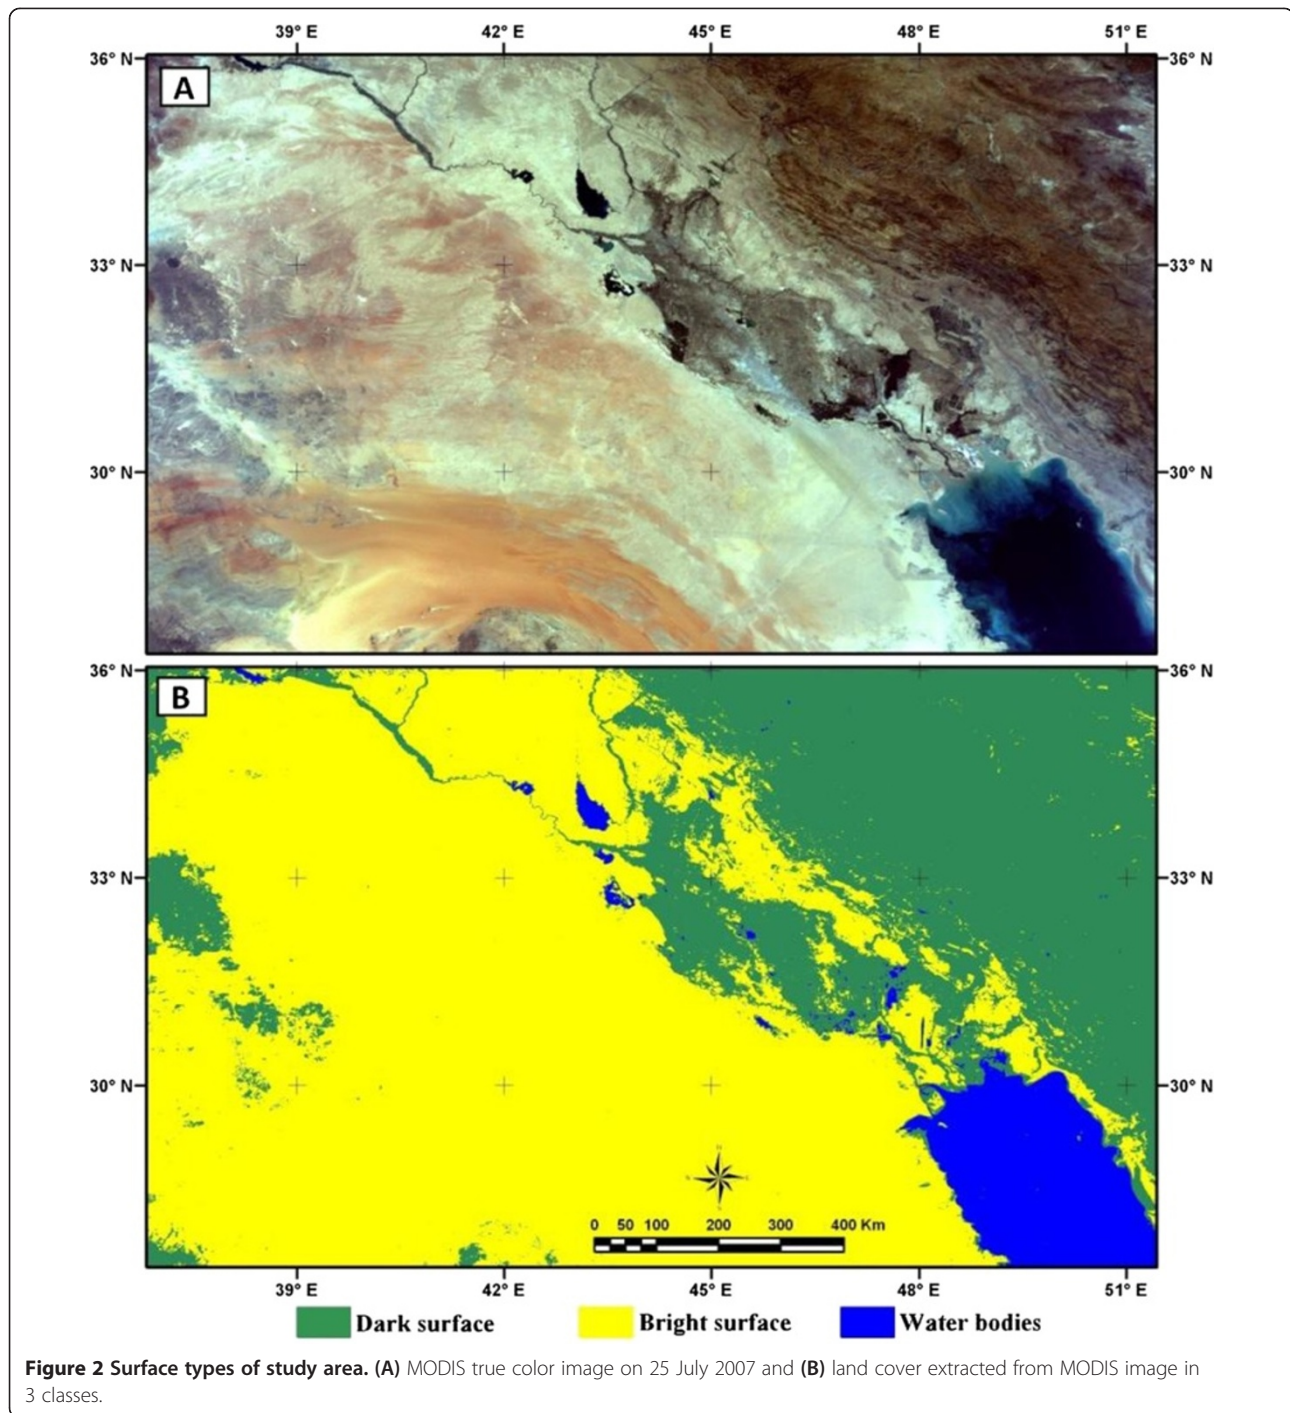 39° E 42° E 45° E 48° E 51° E
36° N 36° N
A
33° N 33° N
30° N 30° N
36° N 36° N
B
33° N 33° N
30° N 30° N
0 50 100 200 300 400 Km
39° E 42° E 45° E 48° E 51° E
Dark surface Bright surface Water bodies
Figure 2 Surface types of study area. (A) MODIS true color image on 25 July 2007 and (B) land cover extracted from MODIS image in
3 classes.